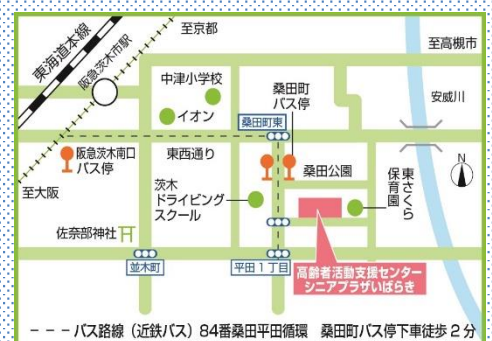 至京都
至高槻市
東海道本線
阪急茨木市駅
中津小学校
イオン
桑田町
バス停
安威川
桑田町東
阪急茨木南口
バス停
東西通り
桑田公園
東さくら
保育園
N
至大阪
茨木
ドライビング
スクール
佐奈部神社
並木町
平田1丁目
高齢者活動支援センター
シニアプラザいばらき
- - - バス路線（近鉄バス）84番桑田平田循環 桑田町バス停下車徒歩2分